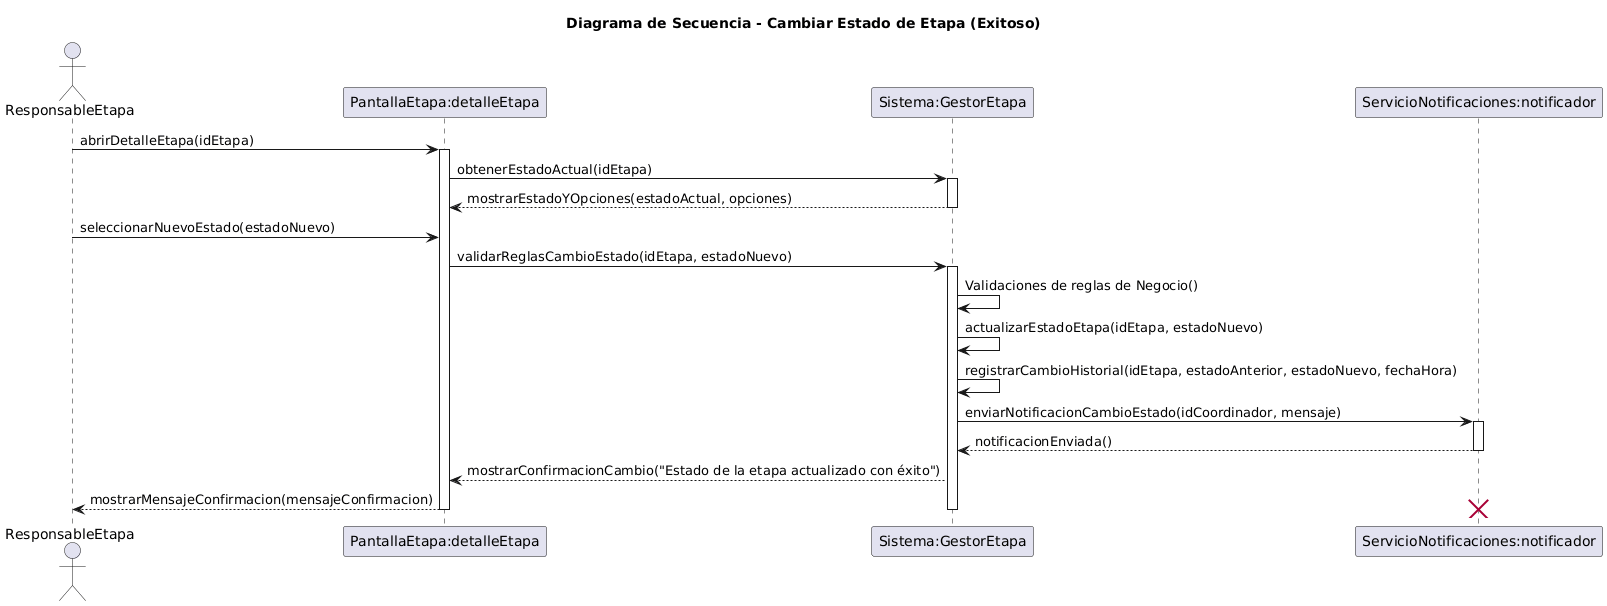 Diagrama de Secuencia - Cambiar Estado de Etapa (Exitoso)
ResponsableEtapa
PantallaEtapa:detalleEtapa
Sistema:GestorEtapa
ServicioNotificaciones:notificador
abrirDetalleEtapa(idEtapa)
obtenerEstadoActual(idEtapa)
mostrarEstadoYOpciones(estadoActual, opciones)
seleccionarNuevoEstado(estadoNuevo)
validarReglasCambioEstado(idEtapa, estadoNuevo)
Validaciones de reglas de Negocio()
actualizarEstadoEtapa(idEtapa, estadoNuevo)
registrarCambioHistorial(idEtapa, estadoAnterior, estadoNuevo, fechaHora)
enviarNotificacionCambioEstado(idCoordinador, mensaje)
notificacionEnviada()
mostrarConfirmacionCambio("Estado de la etapa actualizado con éxito")
mostrarMensajeConfirmacion(mensajeConfirmacion)
ResponsableEtapa
PantallaEtapa:detalleEtapa
Sistema:GestorEtapa
ServicioNotificaciones:notificador